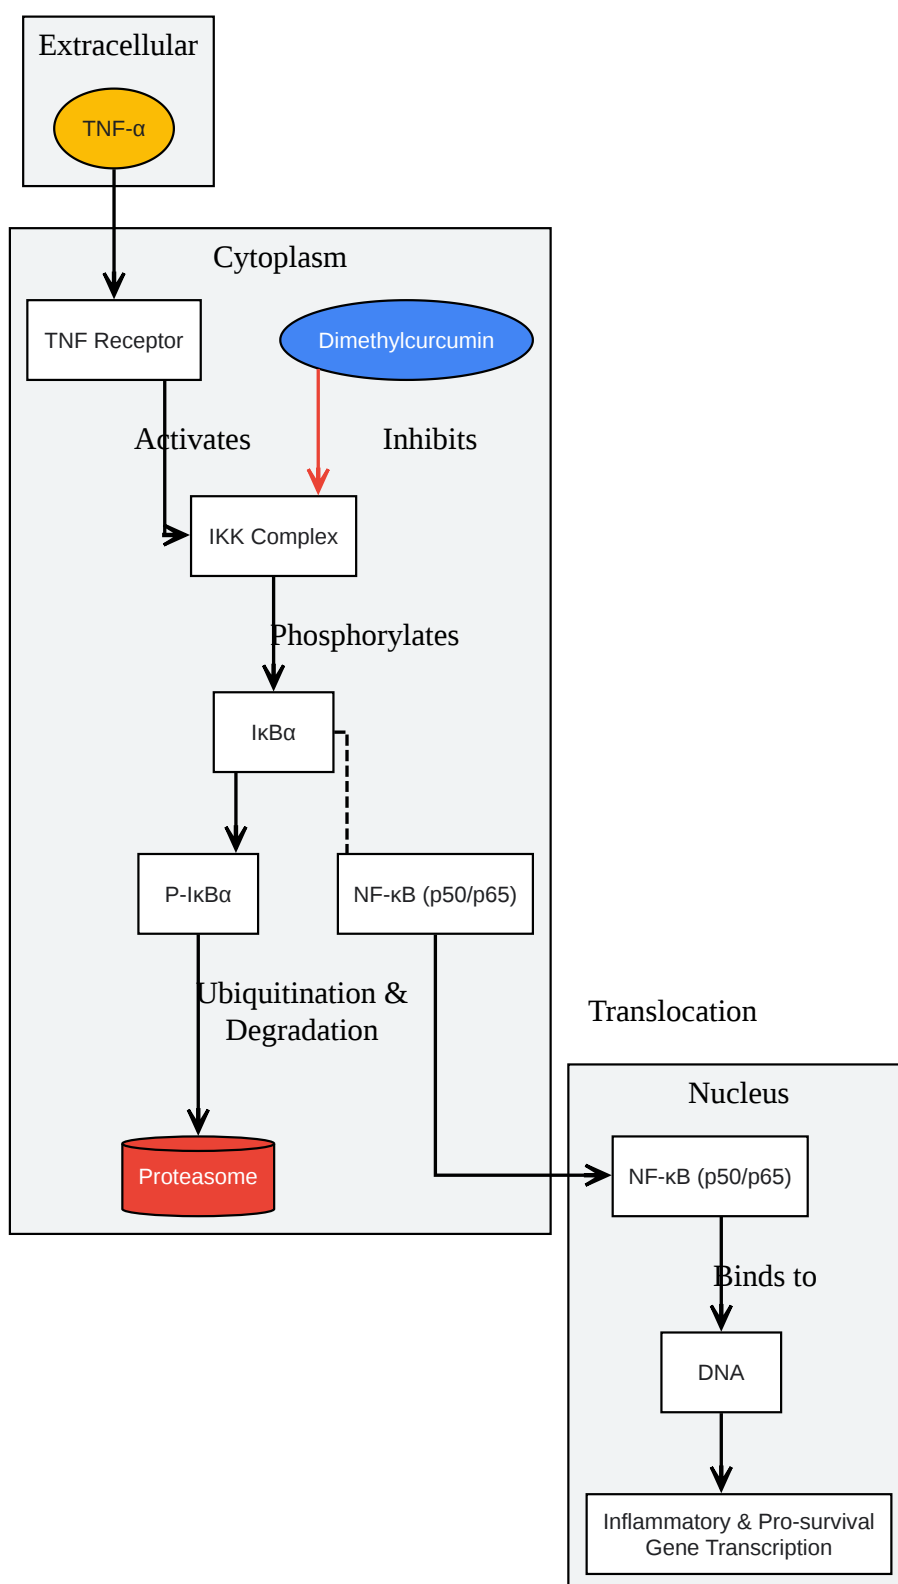 Extracellular
TNF-α
Cytoplasm
TNF Receptor
Dimethylcurcumin
Activates
Inhibits
IKK Complex
Phosphorylates
IκBα
P-IκBα
NF-κB (p50/p65)
Ubiquitination &
Degradation
Translocation
Proteasome
Nucleus
NF-κB (p50/p65)
Binds to
DNA
Inflammatory & Pro-survival
Gene Transcription